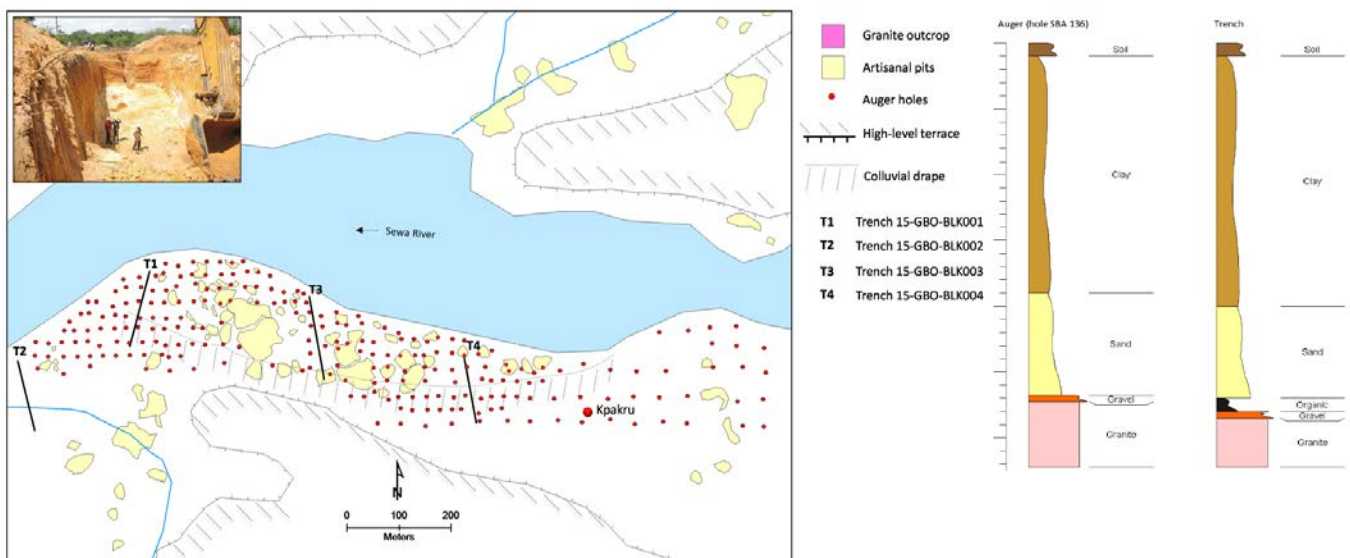 T1
T2
T3
T4
Sewa River
Kpakru
N
0 100 200
Meters
Granite outcrop
Artisanal pits
Auger holes
High-level terrace
Colluvial drape
T1 Trench 15-GBO-BLK001
T2 Trench 15-GBO-BLK002
T3 Trench 15-GBO-BLK003
T4 Trench 15-GBO-BLK004
Auger (hole SBA 136)
Soil
Clay
Sand
Gravel
Granite
Trench
Soil
Clay
Sand
Organic
Gravel
Granite